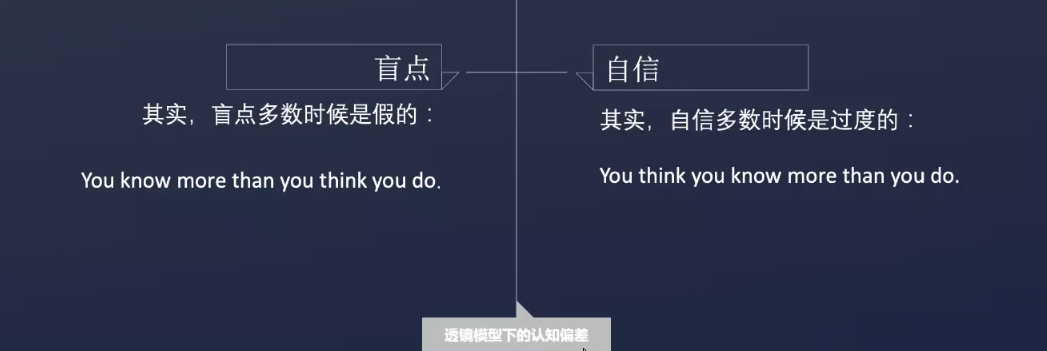 盲点
其实，盲点多数时候是假的：
You know more than you think you do.
自信
其实，自信多数时候是过度的：
You think you know more than you do.
透镜模型下的认知偏差